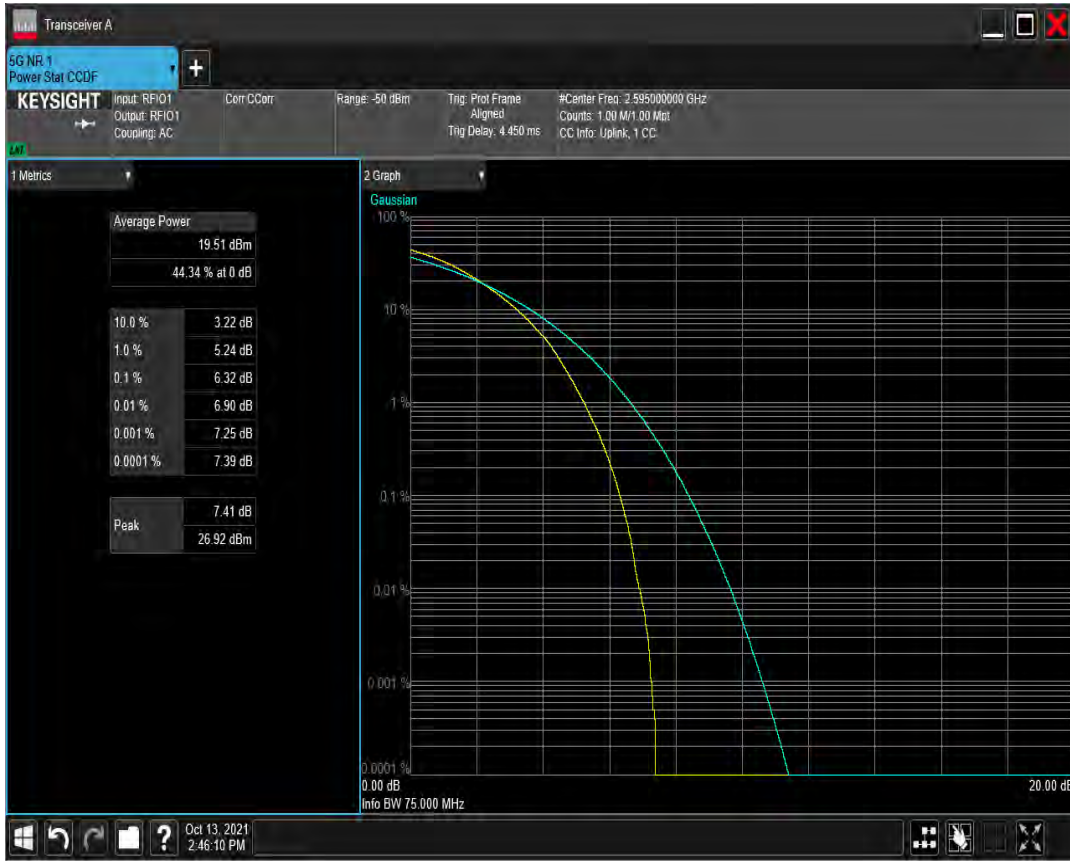 Transceiver A
5G NR 1
Power Stat CCDF
+
KEYSIGHT
Input: RFIO1
Output: RFIO1
Coupling: AC
Corr CCorr
Range: -50 dBm
Trig: Prot Frame
Aligned
Trig Delay: 4.450 ms
#Center Freq: 2.595000000 GHz
Counts: 1.00 M/1.00 Mpt
CC Info: Uplink, 1 CC
LNT
1 Metrics
Average Power
19.51 dBm
44.34 % at 0 dB
10.0 % 3.22 dB
1.0 % 5.24 dB
0.1 % 6.32 dB
0.01 % 6.90 dB
0.001 % 7.25 dB
0.0001 % 7.39 dB
Peak
7.41 dB
26.92 dBm
2 Graph
Gaussian
100 %
10 %
1 %
0.1 %
0.01 %
0.001 %
0.0001 %
0.00 dB 20.00 dB
Info BW 75.000 MHz
?
Oct 13, 2021
2:46:10 PM